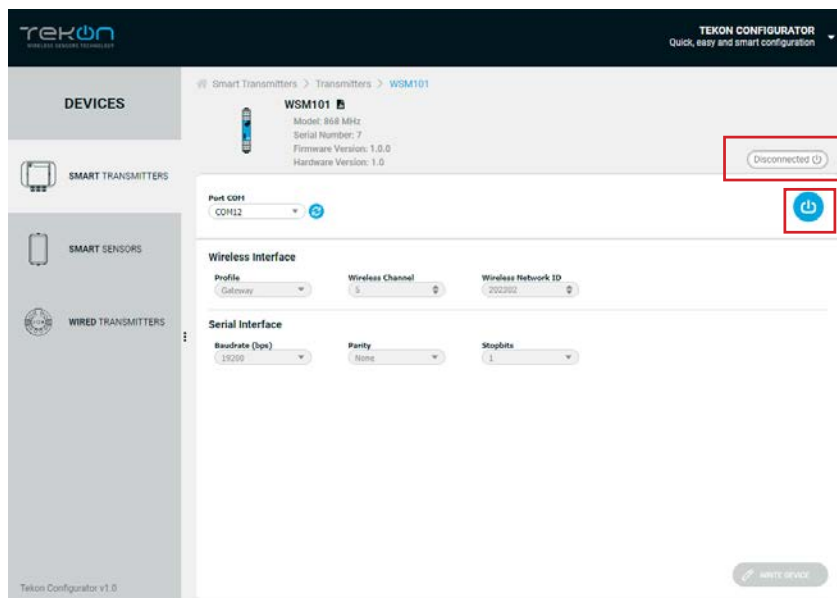 TEKON
WIRELESS SENSORS TECHNOLOGY
TEKON CONFIGURATOR
Quick, easy and smart configuration
DEVICES
SMART TRANSMITTERS
SMART SENSORS
WIRED TRANSMITTERS
Tekon Configurator v1.0
Smart Transmitters > Transmitters > WSM101
WSM101
Model: 868 MHz
Serial Number: 7
Firmware Version: 1.0.0
Hardware Version: 1.0
Disconnected
Port COM
COM12
Wireless Interface
Profile Wireless Channel Wireless Network ID
Gateway 5 202202
Serial Interface
Baudrate (bps) Parity Stopbits
19200 None 1
WRITE DEVICE